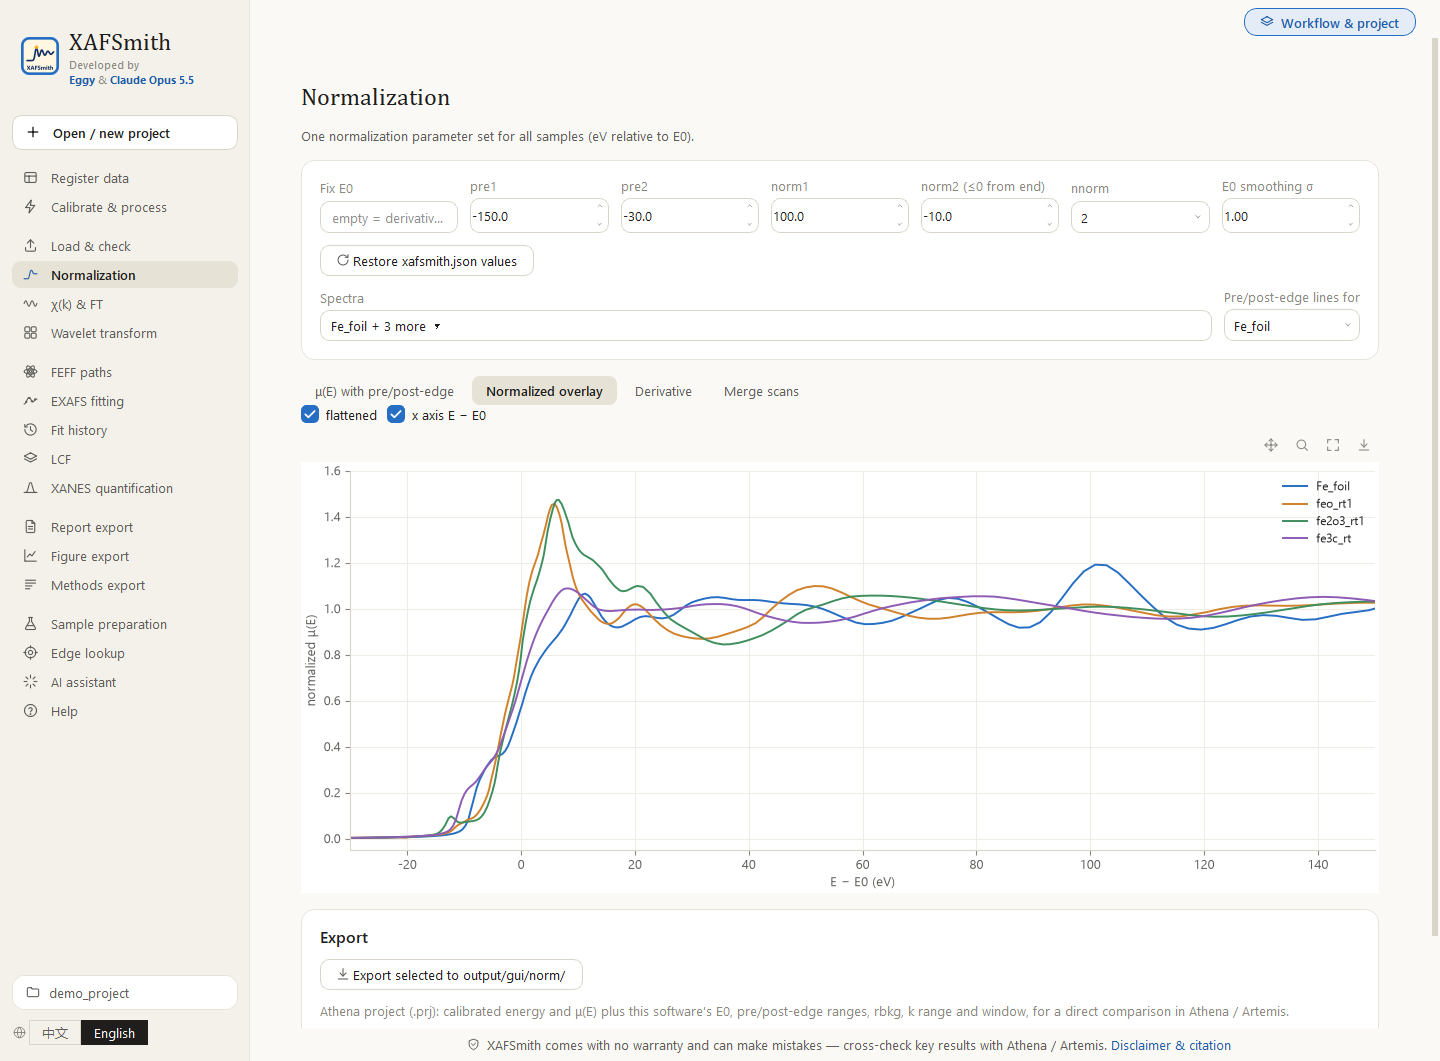 Workflow & project
XAFSmith
XAFSmith
Developed by
Eggy & Claude Opus 5.5
Open / new project
Register data
Calibrate & process
Load & check
Normalization
χ(k) & FT
Wavelet transform
FEFF paths
EXAFS fitting
Fit history
LCF
XANES quantification
Report export
Figure export
Methods export
Sample preparation
Edge lookup
AI assistant
Help
demo_project
中文 English
Normalization
One normalization parameter set for all samples (eV relative to E0).
Fix E0 pre1 pre2 norm1 norm2 (≤0 from end) nnorm E0 smoothing σ
empty = derivativ... -150.0 -30.0 100.0 -10.0 2 1.00
Restore xafsmith.json values
Spectra Pre/post-edge lines for
Fe_foil + 3 more Fe_foil
μ(E) with pre/post-edge Normalized overlay Derivative Merge scans
flattened x axis E − E0
1.6
1.4
1.2
1.0
0.8
0.6
0.4
0.2
0.0
normalized μ(E)
Fe_foil
feo_rt1
fe2o3_rt1
fe3c_rt
-20 0 20 40 60 80 100 120 140
E − E0 (eV)
Export
Export selected to output/gui/norm/
Athena project (.prj): calibrated energy and μ(E) plus this software's E0, pre/post-edge ranges, rbkg, k range and window, for a direct comparison in Athena / Artemis.
XAFSmith comes with no warranty and can make mistakes — cross-check key results with Athena / Artemis. Disclaimer & citation